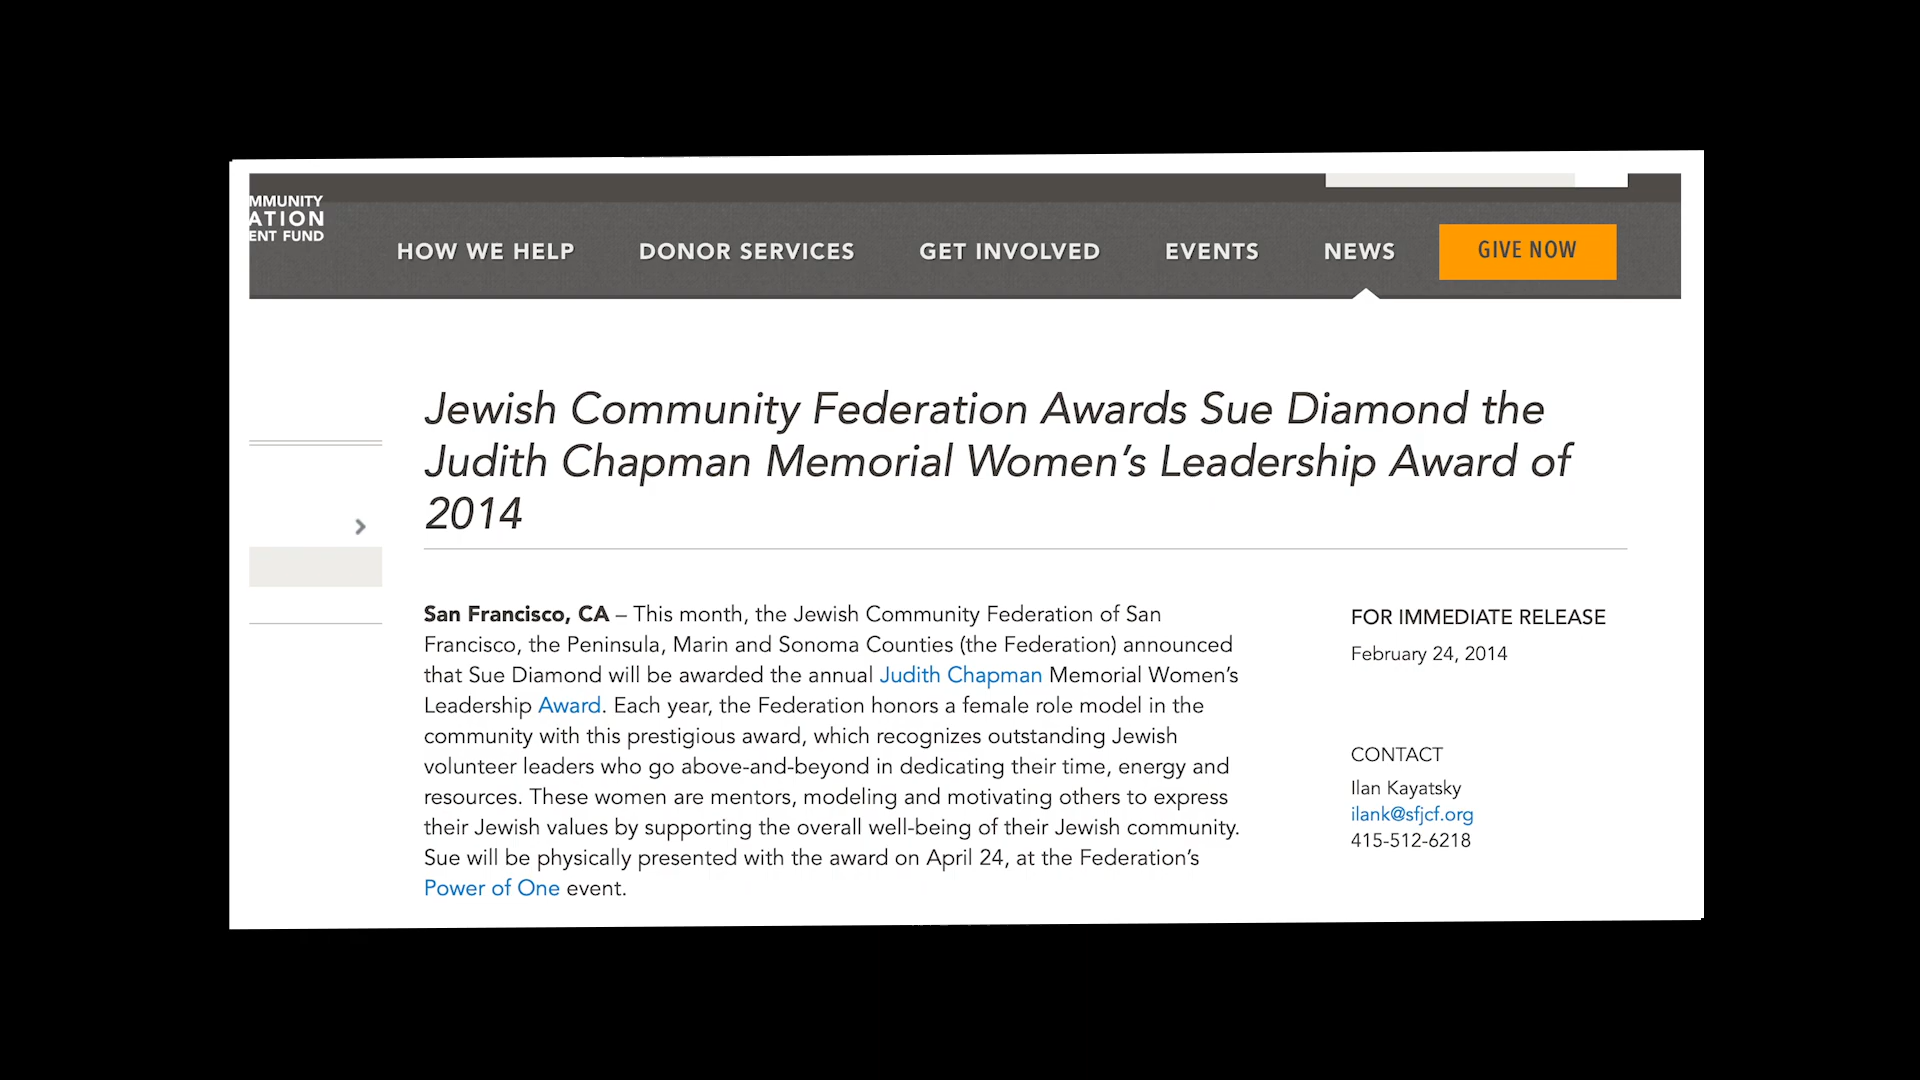 MMUNITY
ATION
ENT FUND
HOW WE HELP
DONOR SERVICES
GET INVOLVED
EVENTS
NEWS
GIVE NOW
Jewish Community Federation Awards Sue Diamond the
Judith Chapman Memorial Women’s Leadership Award of
2014
San Francisco, CA – This month, the Jewish Community Federation of San
Francisco, the Peninsula, Marin and Sonoma Counties (the Federation) announced
that Sue Diamond will be awarded the annual Judith Chapman Memorial Women’s
Leadership Award. Each year, the Federation honors a female role model in the
community with this prestigious award, which recognizes outstanding Jewish
volunteer leaders who go above-and-beyond in dedicating their time, energy and
resources. These women are mentors, modeling and motivating others to express
their Jewish values by supporting the overall well-being of their Jewish community.
Sue will be physically presented with the award on April 24, at the Federation’s
Power of One event.
FOR IMMEDIATE RELEASE
February 24, 2014
CONTACT
Ilan Kayatsky
ilank@sfjcf.org
415-512-6218